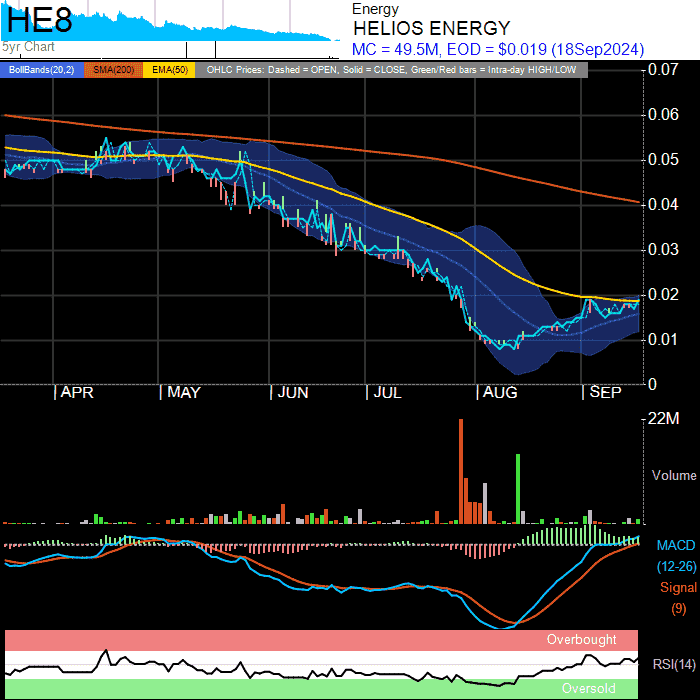 HE8
5yr Chart
Energy
HELIOS ENERGY
MC = 49.5M, EOD = $0.019 (18Sep2024)
BollBands(20,2) SMA(200) EMA(50) OHLC Prices: Dashed = OPEN, Solid = CLOSE, Green/Red bars = Intra-day HIGH/LOW
0.07
0.06
0.05
0.04
0.03
0.02
0.01
0
APR MAY JUN JUL AUG SEP
22M
Volume
MACD
(12-26)
Signal
(9)
Overbought
RSI(14)
Oversold